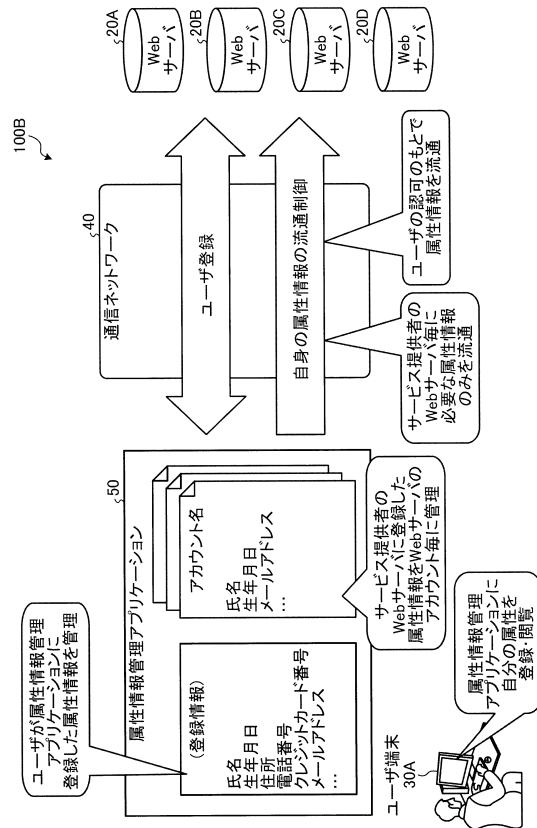 100B
ユーザが属性情報管理
アプリケーションに
登録した属性情報を管理
50
属性情報管理アプリケーション
(登録情報)
氏名
生年月日
住所
電話番号
クレジットカード番号
メールアドレス
…
アカウント名
氏名
生年月日
メールアドレス
…
サービス提供者の
Webサーバに登録した
属性情報をWebサーバの
アカウント毎に管理
ユーザ端末
30A
属性情報管理
アプリケーションに
自分の属性を
登録・閲覧
40
通信ネットワーク
ユーザ登録
自身の属性情報の流通制御
サービス提供者の
Webサーバ毎に
必要な属性情報
のみを流通
ユーザの認可のもとで
属性情報を流通
20A
Web
サーバ
20B
Web
サーバ
20C
Web
サーバ
20D
Web
サーバ